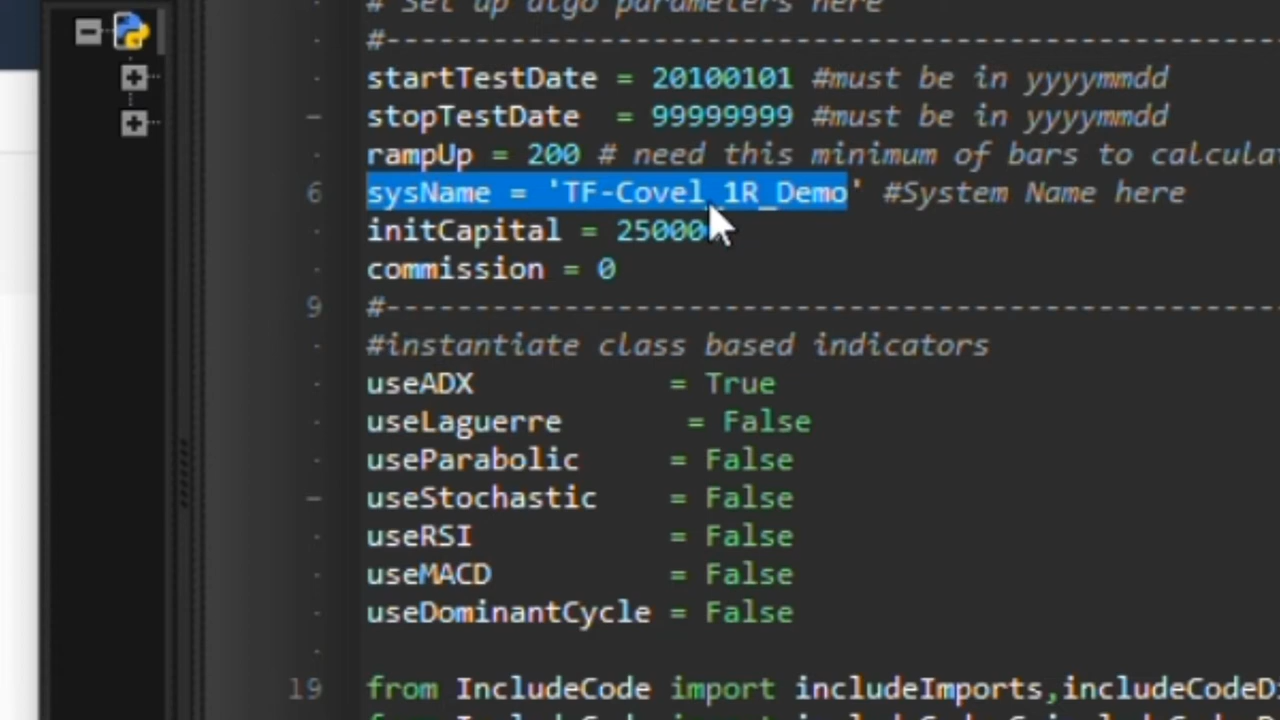 # Set up algo parameters here
#--------------------------------------------------
startTestDate = 20100101 #must be in yyyymmdd
stopTestDate  = 99999999 #must be in yyyymmdd
rampUp = 200 # need this minimum of bars to
6 sysName = 'TF-Covel_1R_Demo' #System Name here
initCapital = 25000
commission = 0
9 #--------------------------------------------------
#instantiate class based indicators
useADX           = True
useLaguerre       = False
useParabolic     = False
useStochastic    = False
useRSI           = False
useMACD          = False
useDominantCycle = False
19 from IncludeCode import includeImports,